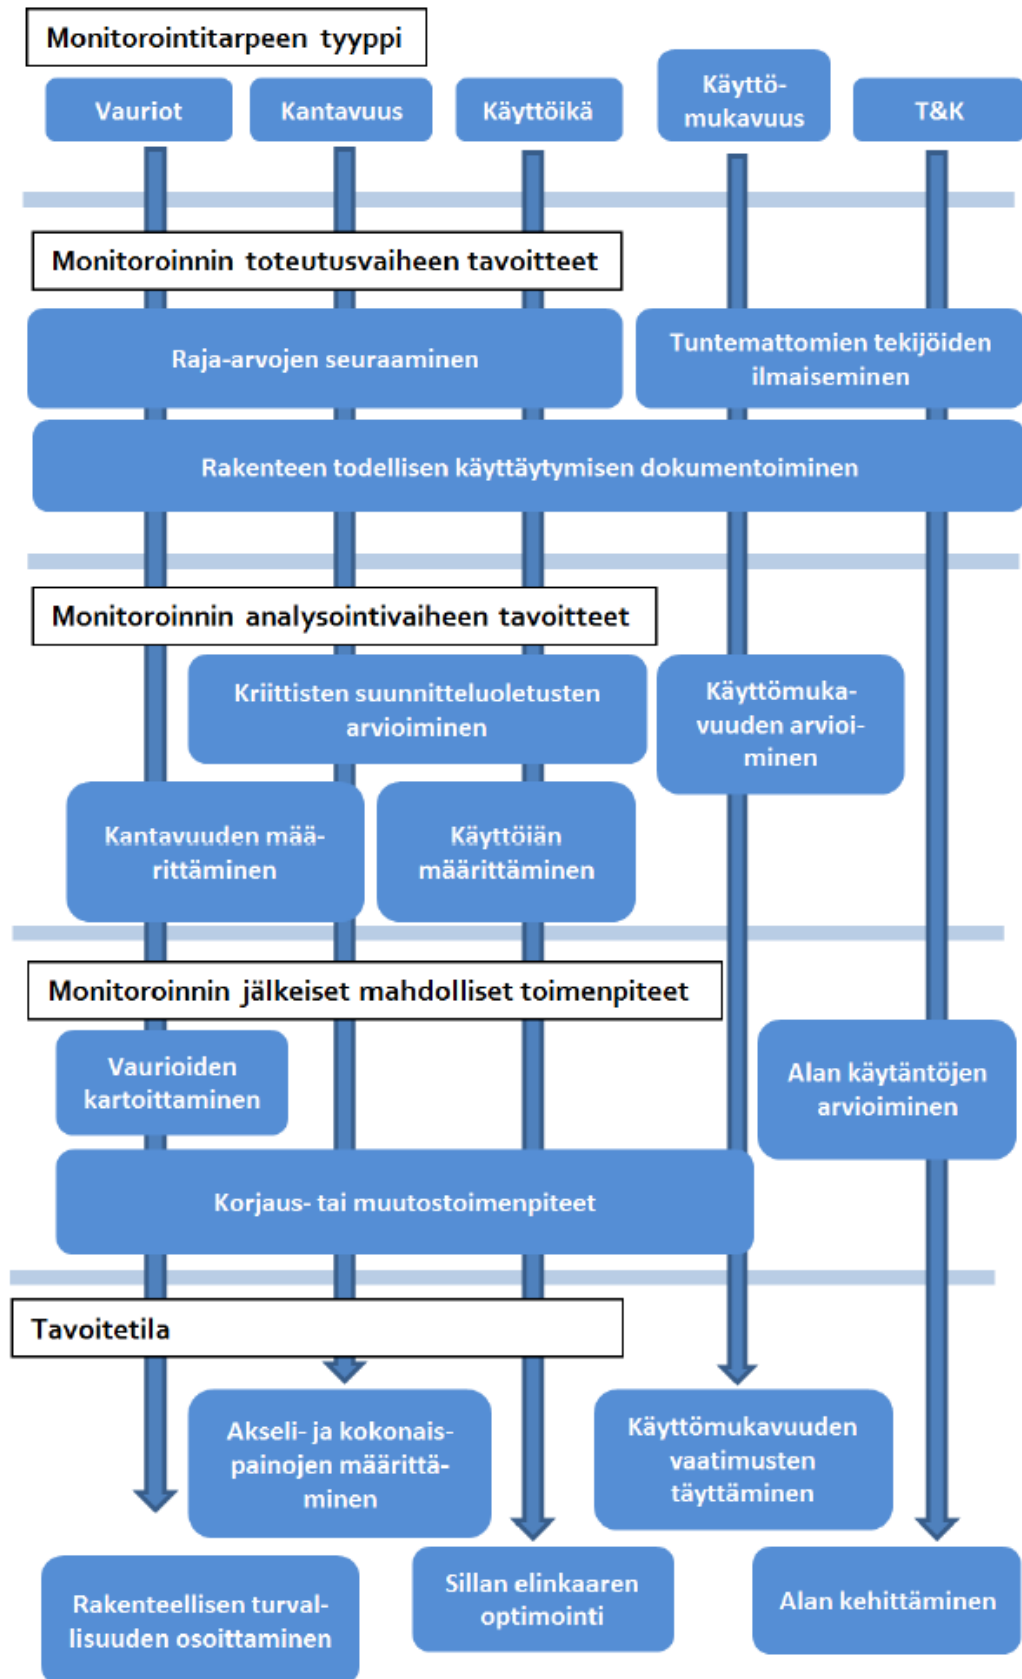 Monitorointitarpeen tyyppi
Vauriot
Kantavuus
Käyttöikä
Käyttö-
mukavuus
T&K
Monitoroinnin toteutusvaiheen tavoitteet
Raja-arvojen seuraaminen
Tuntemattomien tekijöiden
ilmaiseminen
Rakenteen todellisen käyttäytymisen dokumentoiminen
Monitoroinnin analysointivaiheen tavoitteet
Kriittisten suunnitteluoletusten
arvioiminen
Käyttömuka-
vuuden arvioi-
minen
Kantavuuden mää-
rittäminen
Käyttöiän
määrittäminen
Monitoroinnin jälkeiset mahdolliset toimenpiteet
Vaurioiden
kartoittaminen
Alan käytäntöjen
arvioiminen
Korjaus- tai muutostoimenpiteet
Tavoitetila
Akseli- ja kokonais-
painojen määrittä-
minen
Käyttömukavuuden
vaatimusten
täyttäminen
Rakenteellisen turval-
lisuuden osoittaminen
Sillan elinkaaren
optimointi
Alan kehittäminen